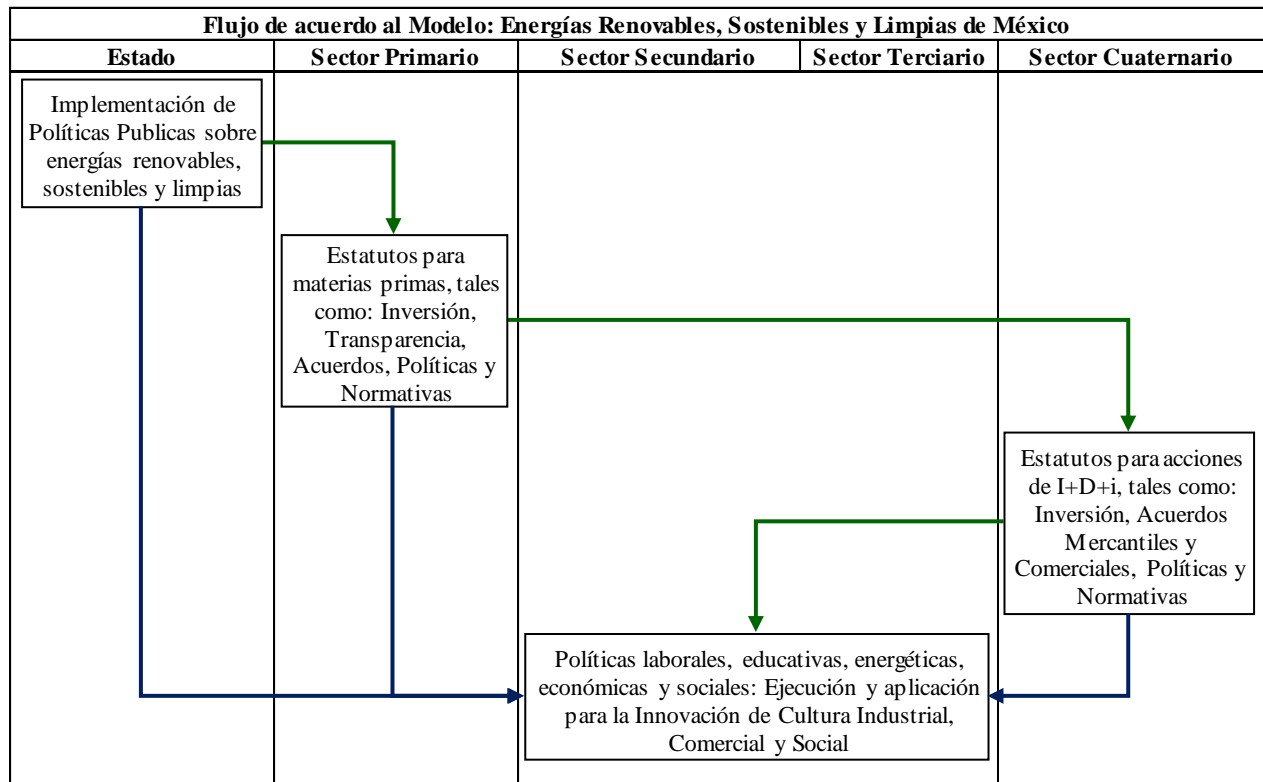 Flujo de acuerdo al Modelo: Energías Renovables, Sostenibles y Limpias de México
Estado
Sector Primario
Sector Secundario
Sector Terciario
Sector Cuaternario
Implementación de
Políticas Publicas sobre
energías renovables,
sostenibles y limpias
Estatutos para
materias primas, tales
como: Inversión,
Transparencia,
Acuerdos, Políticas y
Normativas
Estatutos para acciones
de I+D+i, tales como:
Inversión, Acuerdos
Mercantiles y
Comerciales, Políticas y
Normativas
Políticas laborales, educativas, energéticas,
económicas y sociales: Ejecución y aplicación
para la Innovación de Cultura Industrial,
Comercial y Social